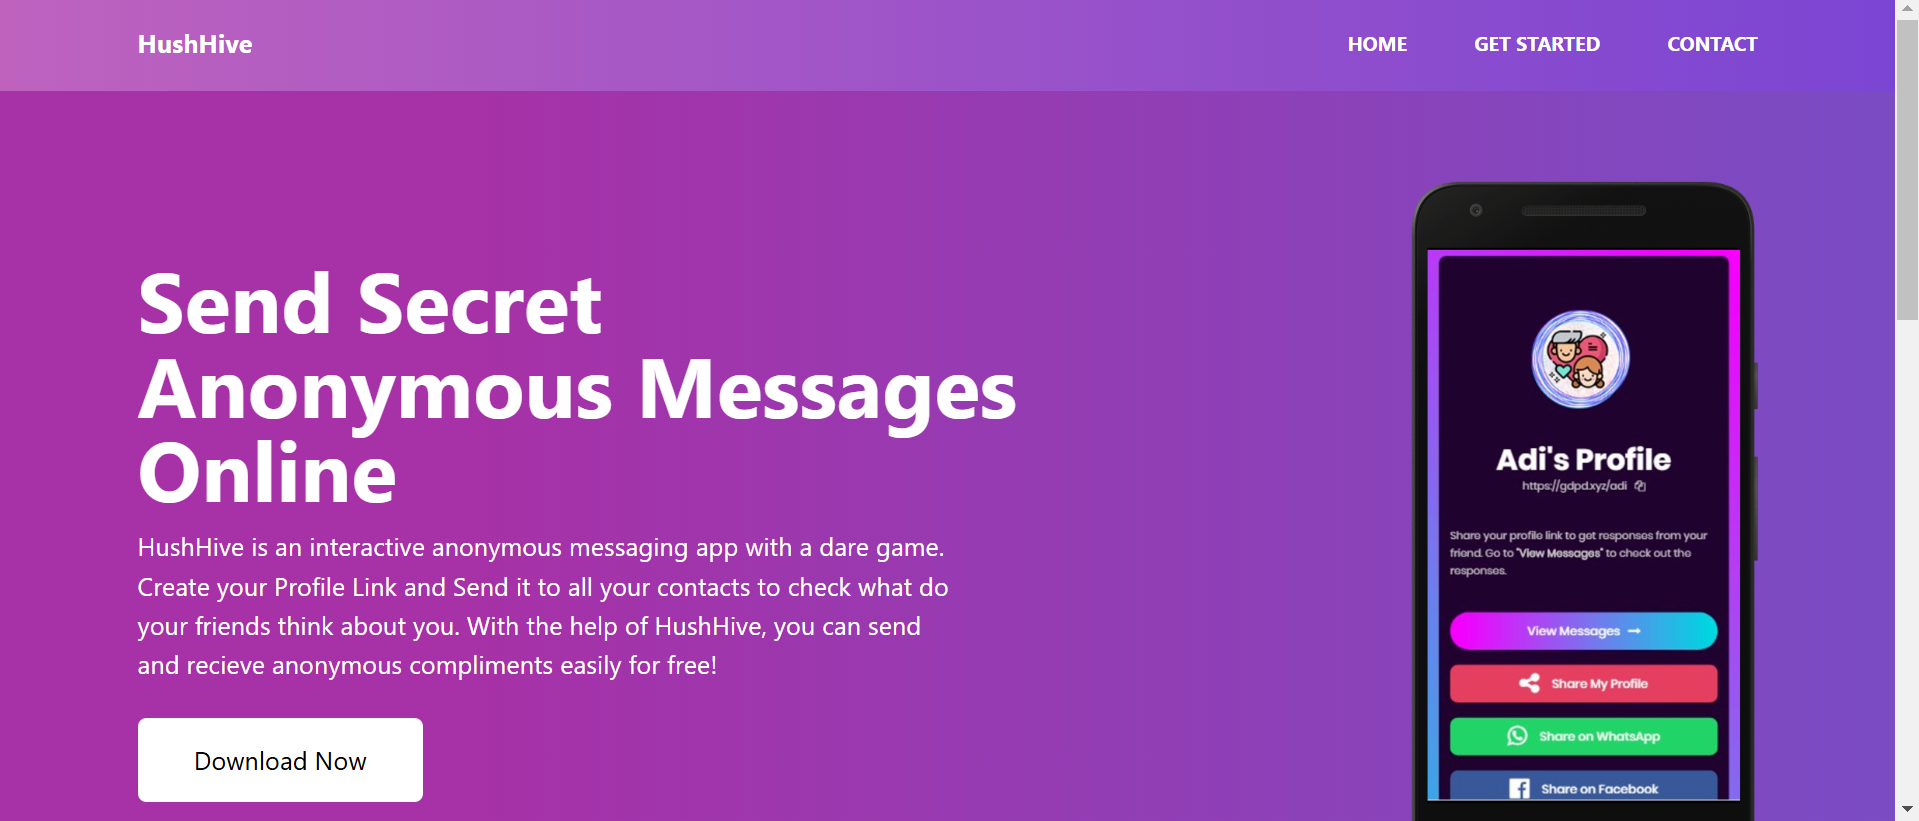 HushHive
HOME
GET STARTED
CONTACT
Send Secret
Anonymous Messages
Online
HushHive is an interactive anonymous messaging app with a dare game.
Create your Profile Link and Send it to all your contacts to check what do
your friends think about you. With the help of HushHive, you can send
and recieve anonymous compliments easily for free!
Download Now
Adi's Profile
https://gdpd.xyz/adi
Share your profile link to get responses from your
friend. Go to "View Messages" to check out the
responses.
View Messages
Share My Profile
Share on WhatsApp
Share on Facebook